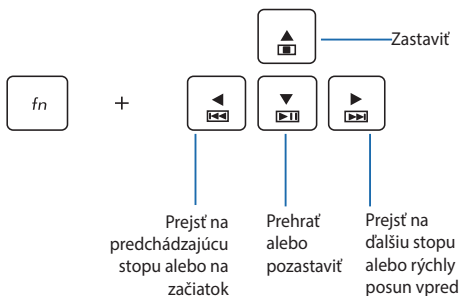 Zastaviť
fn +
Prejsť na
predchádzajúcu
stopu alebo na
začiatok
Prehrať
alebo
pozastaviť
Prejsť na
ďalšiu stopu
alebo rýchly
posun vpred